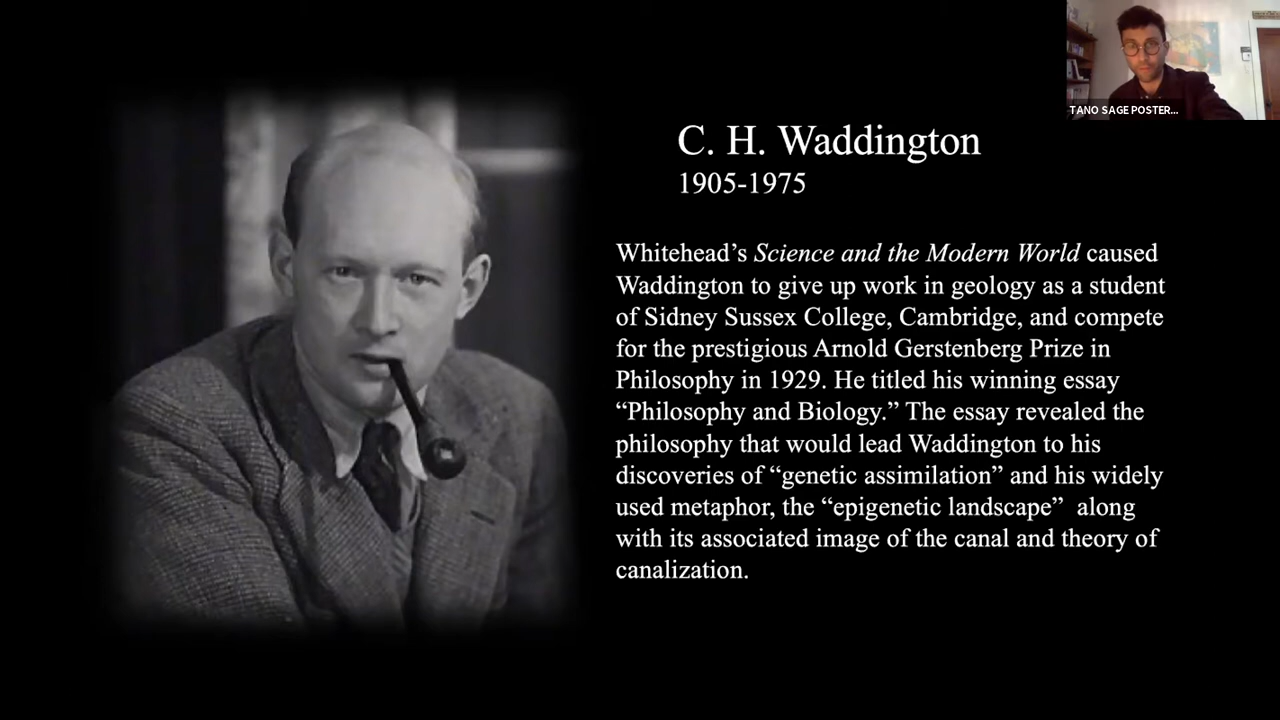 TANO SAGE POSTER...
C. H. Waddington
1905-1975
Whitehead’s Science and the Modern World caused
Waddington to give up work in geology as a student
of Sidney Sussex College, Cambridge, and compete
for the prestigious Arnold Gerstenberg Prize in
Philosophy in 1929. He titled his winning essay
“Philosophy and Biology.” The essay revealed the
philosophy that would lead Waddington to his
discoveries of “genetic assimilation” and his widely
used metaphor, the “epigenetic landscape”  along
with its associated image of the canal and theory of
canalization.